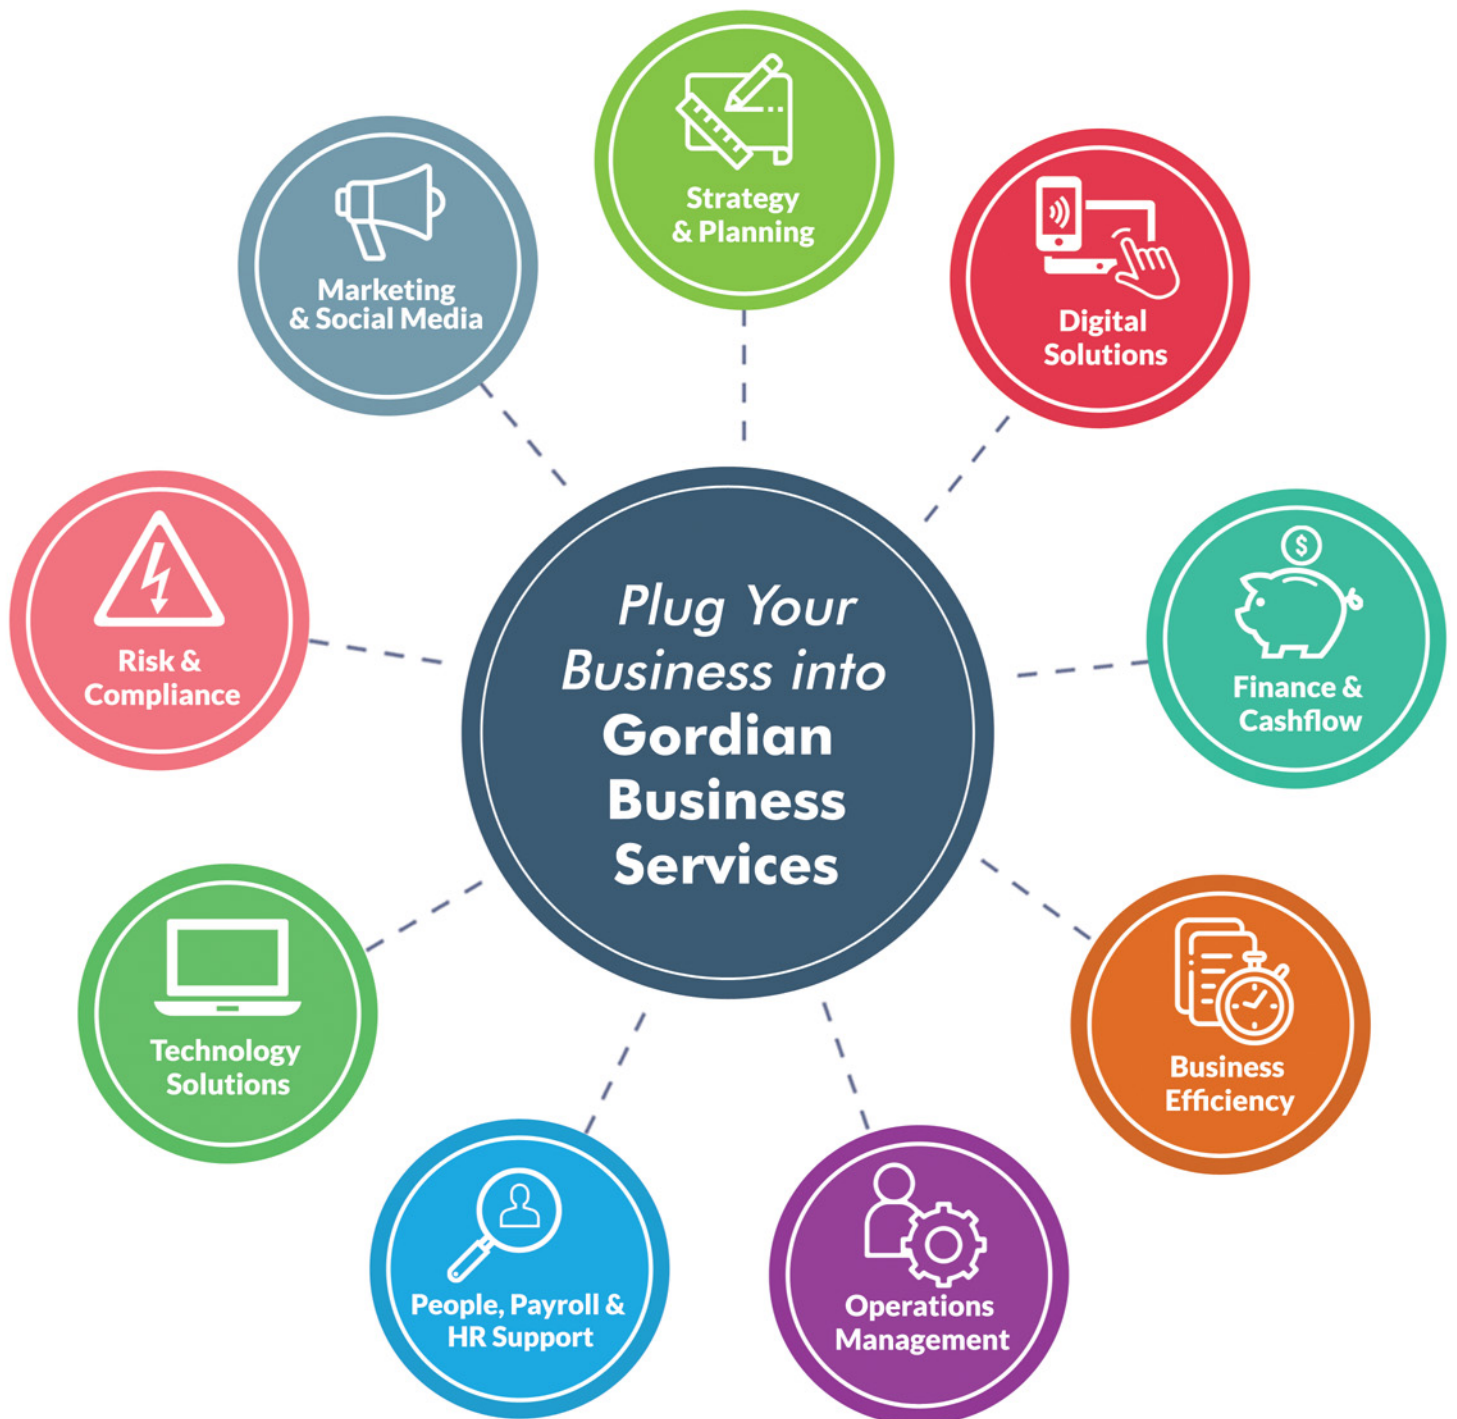 Strategy
& Planning
Marketing
& Social Media
Digital
Solutions
Plug Your
Business into
Gordian
Business
Services
Risk &
Compliance
$
Finance &
Cashflow
Technology
Solutions
Business
Efficiency
People, Payroll &
HR Support
Operations
Management